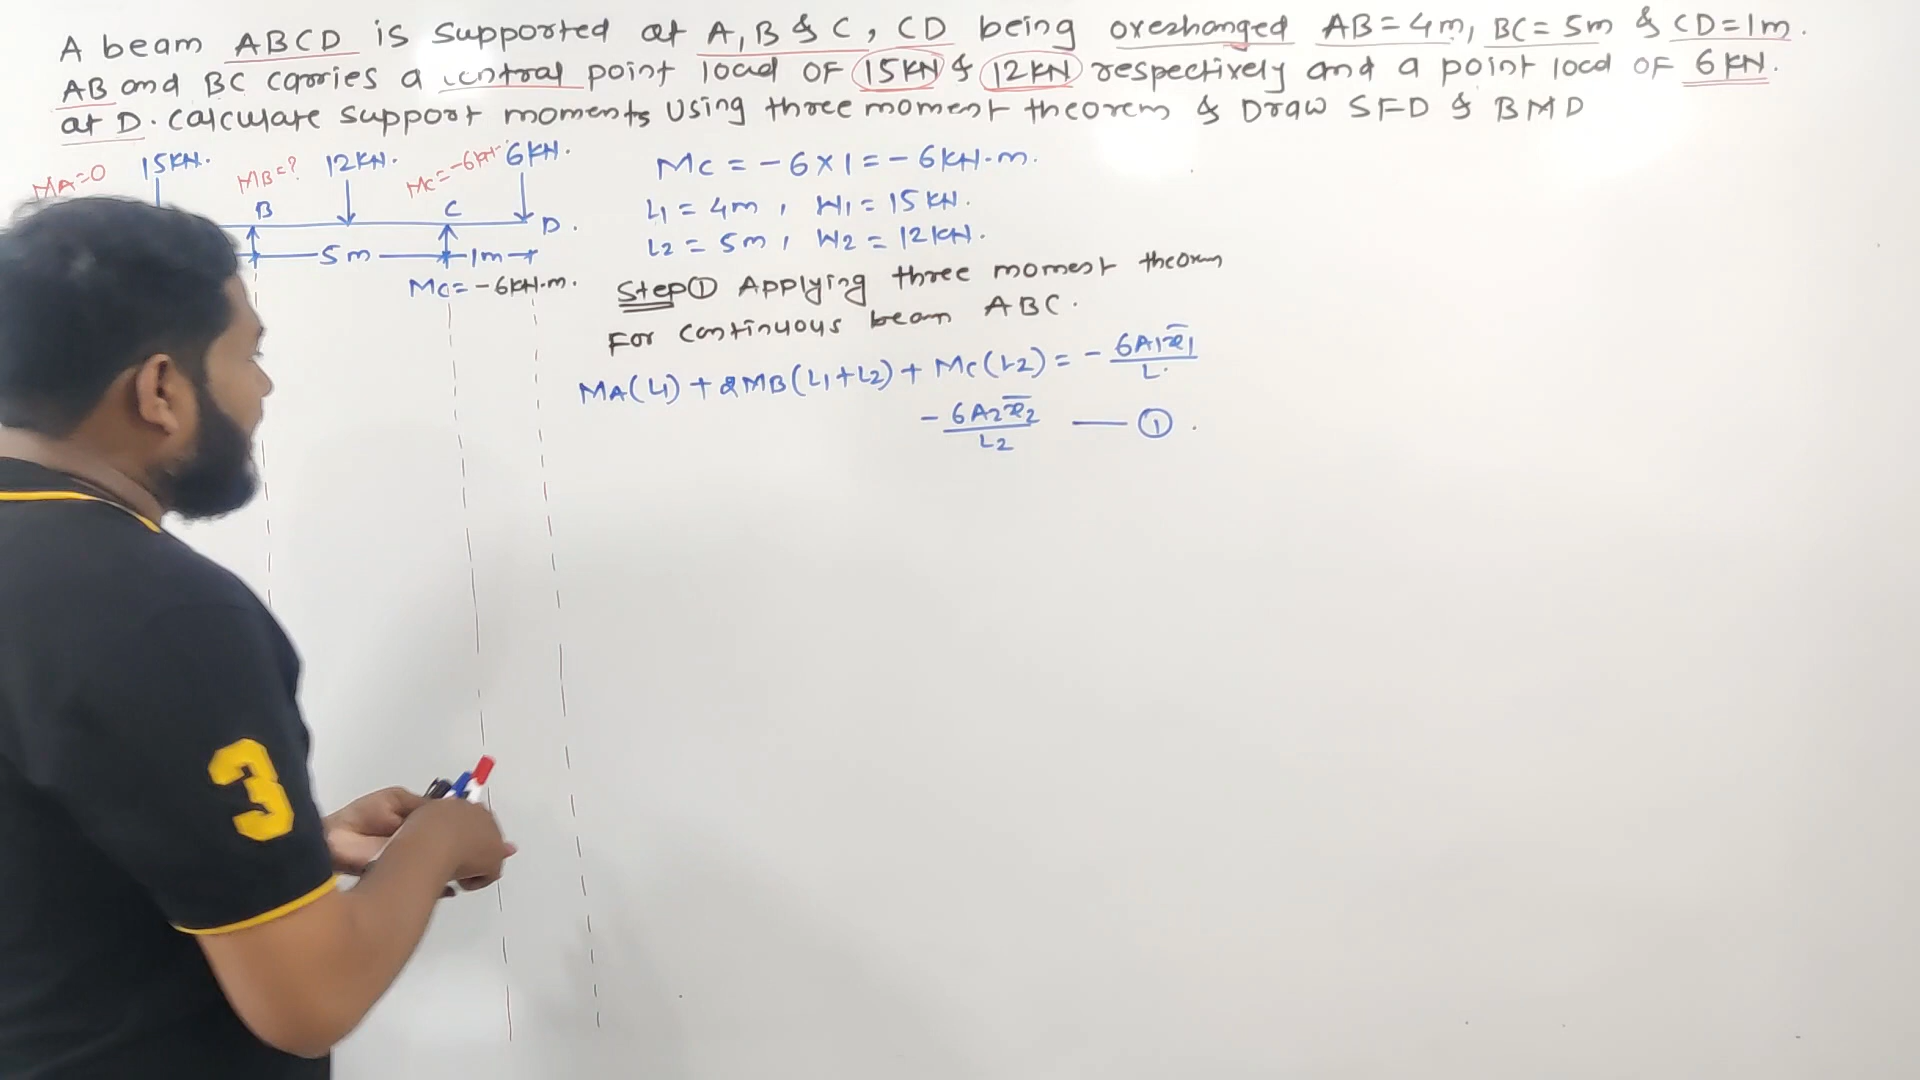 A beam ABCD is supported at A, B & C, CD being overhanged AB = 4m, BC = 5m & CD = 1m.
AB and BC carries a central point load OF 15KN & 12KN respectively and a point load OF 6KN.
at D. calculate support moments Using three moment theorem & Draw SFD & BMD
MA=0 15KN. MB=? 12KN. MC=-6KN- 6KN.
B C D.
5m 1m
MC = -6KN.m.
MC = -6 × 1 = -6KN.m.
L1 = 4m, W1 = 15KN.
L2 = 5m, W2 = 12KN.
Step① Applying three moment theorem
For continuous beam ABC.
MA(L1) + 2MB(L1+L2) + MC(L2) = - 6A1x̄1 / L.
- 6A2x̄2 / L2 — ①.
3